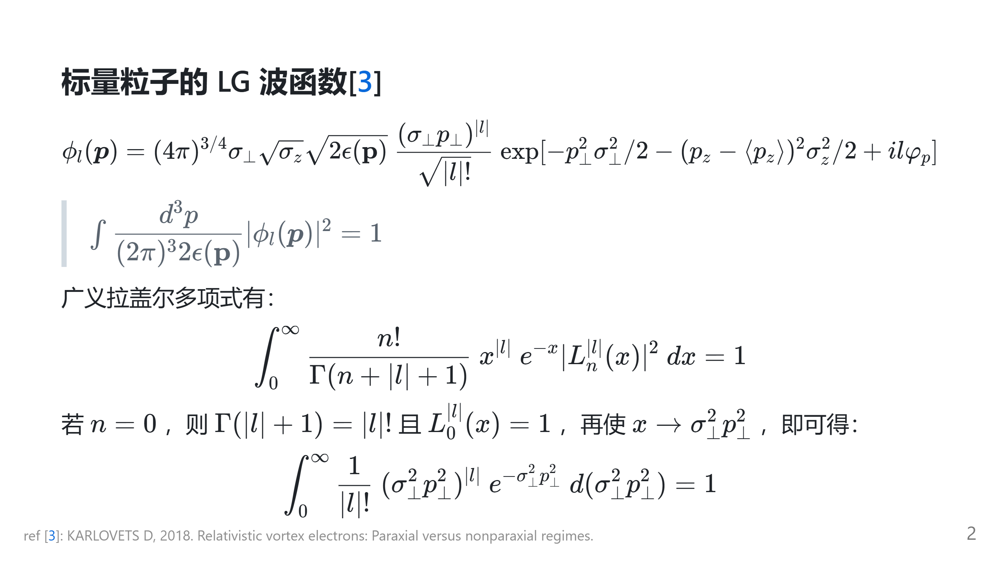 标量粒子的 LG 波函数[3]
$\phi_l(\boldsymbol{p}) = (4\pi)^{3/4}\sigma_\perp\sqrt{\sigma_z}\sqrt{2\epsilon(\mathbf{p})}\,\frac{(\sigma_\perp p_\perp)^{|l|}}{\sqrt{|l|!}}\,\exp[-p_\perp^2\sigma_\perp^2/2 - (p_z - \langle p_z\rangle)^2\sigma_z^2/2 + il\varphi_p]$
$\int \frac{d^3p}{(2\pi)^3 2\epsilon(\mathbf{p})}|\phi_l(\boldsymbol{p})|^2 = 1$
广义拉盖尔多项式有：
$\int_0^\infty \frac{n!}{\Gamma(n+|l|+1)}\,x^{|l|}\,e^{-x}|L_n^{|l|}(x)|^2\,dx = 1$
若 $n = 0$ ，则 $\Gamma(|l|+1) = |l|!$ 且 $L_0^{|l|}(x) = 1$ ，再使 $x \to \sigma_\perp^2 p_\perp^2$ ，即可得：
$\int_0^\infty \frac{1}{|l|!}\,(\sigma_\perp^2 p_\perp^2)^{|l|}\,e^{-\sigma_\perp^2 p_\perp^2}\,d(\sigma_\perp^2 p_\perp^2) = 1$
ref [3]: KARLOVETS D, 2018. Relativistic vortex electrons: Paraxial versus nonparaxial regimes.
2